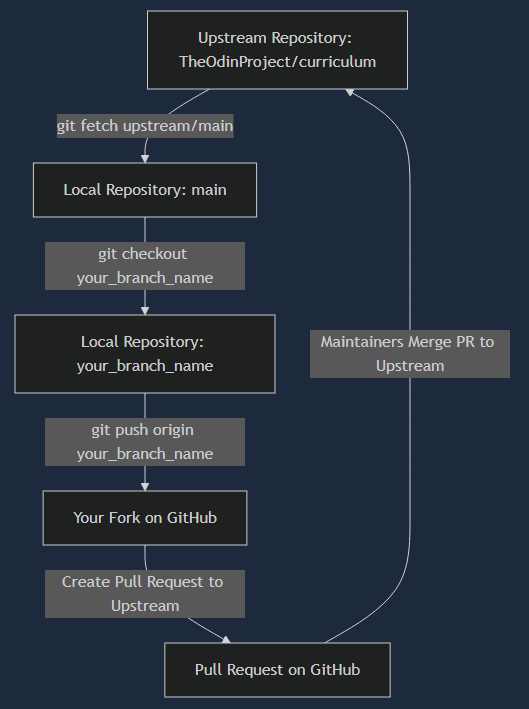 Upstream Repository:
TheOdinProject/curriculum
git fetch upstream/main
Local Repository: main
git checkout
your_branch_name
Local Repository:
your_branch_name
Maintainers Merge PR to
Upstream
git push origin
your_branch_name
Your Fork on GitHub
Create Pull Request to
Upstream
Pull Request on GitHub